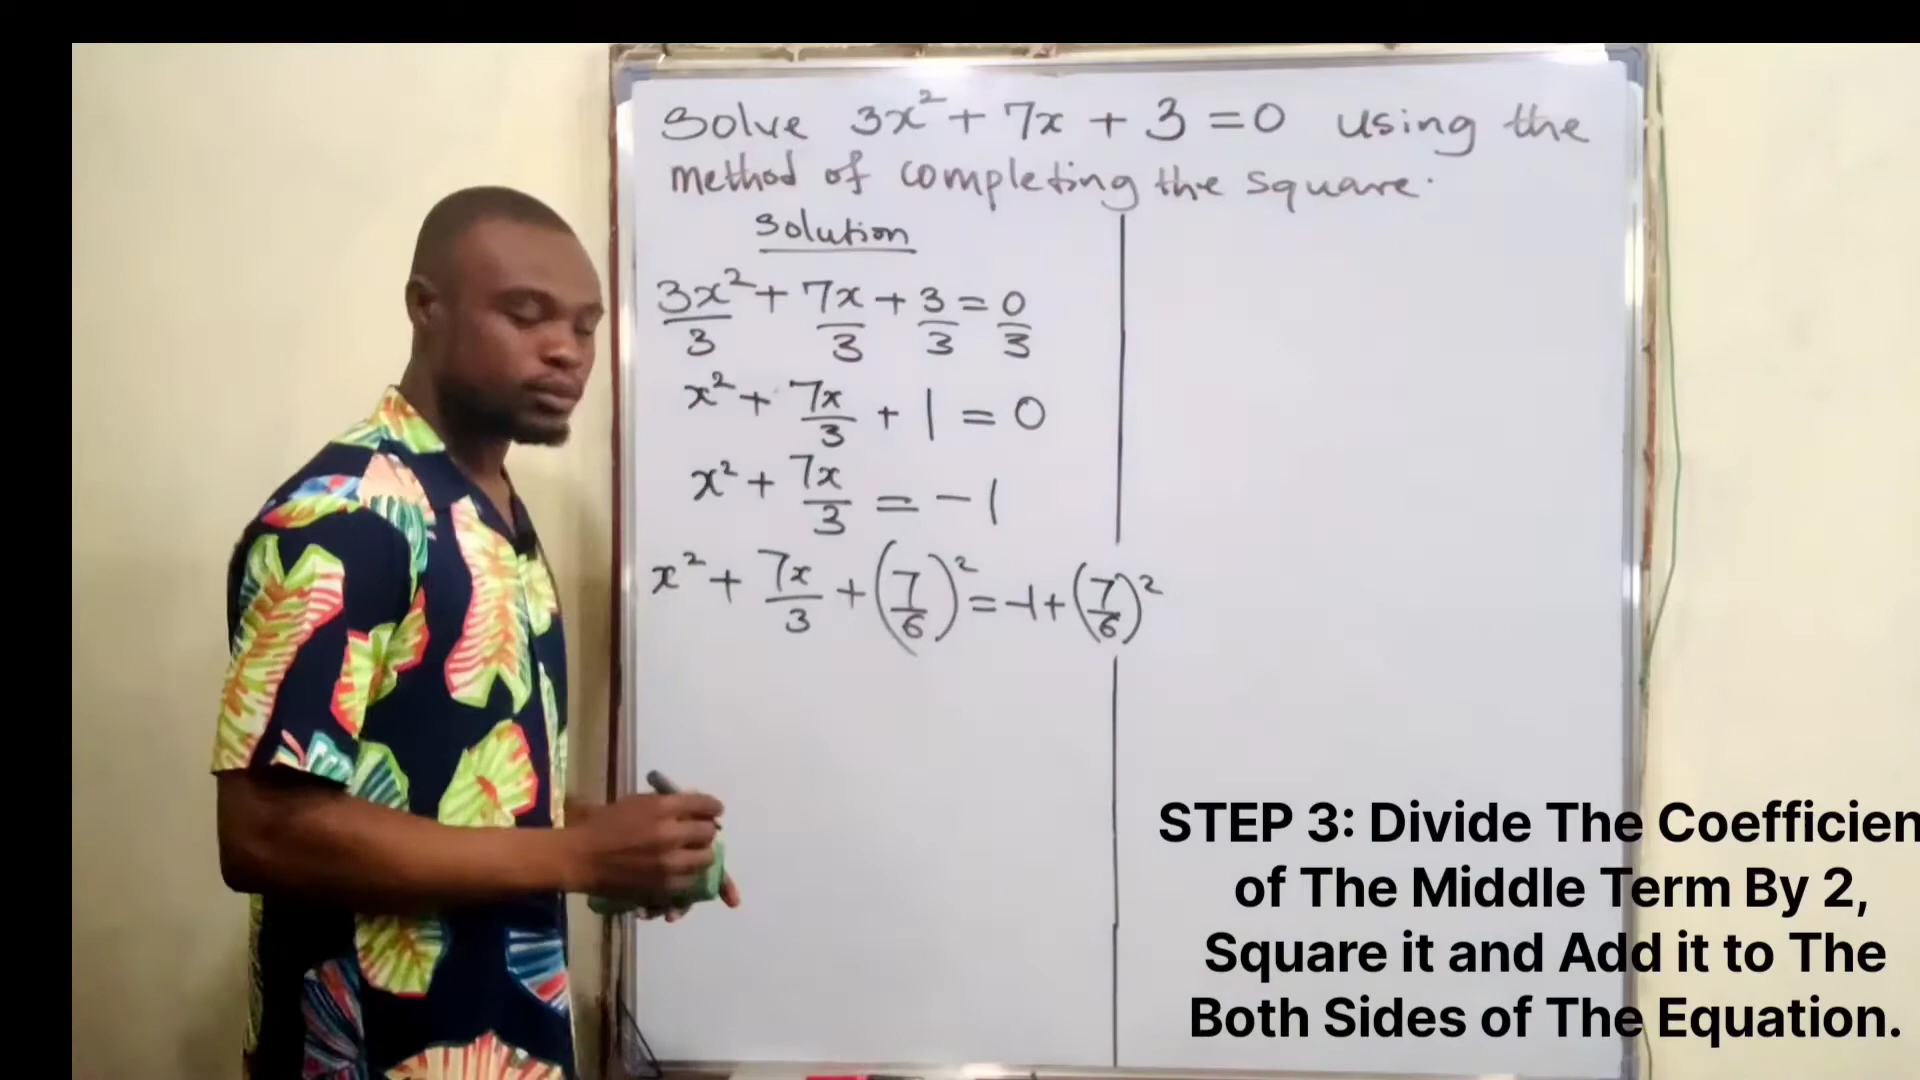 Solve 3x² + 7x + 3 = 0 using the
method of completing the square.
Solution
3x²/3 + 7x/3 + 3/3 = 0/3
x² + 7x/3 + 1 = 0
x² + 7x/3 = -1
x² + 7x/3 + (7/6)² = -1 + (7/6)²
STEP 3: Divide The Coefficien
of The Middle Term By 2,
Square it and Add it to The
Both Sides of The Equation.